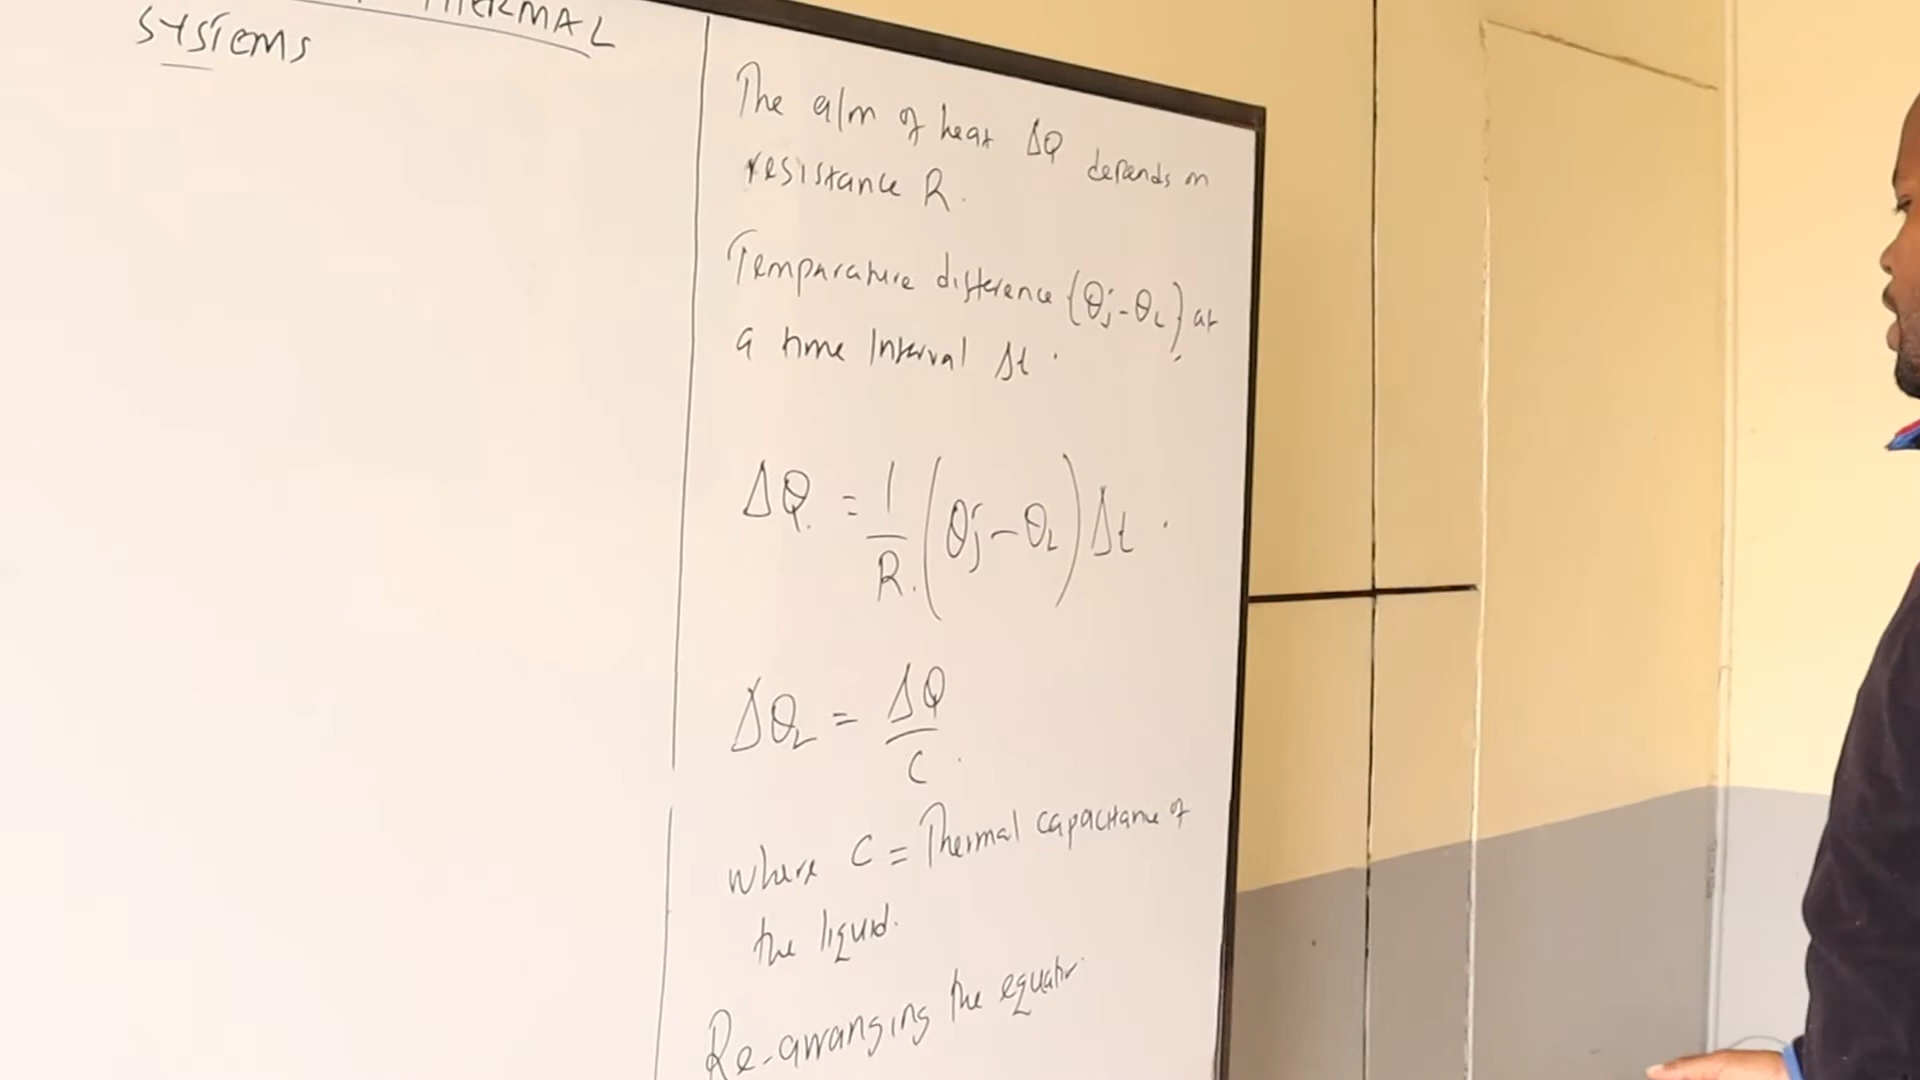 THERMAL
SYSTEMS
The a/m of heat ΔQ depends on
resistance R.
Temparature difference {θj-θL} at
a time Interval Δt.
ΔQ = 1/R. (θj-θL) Δt.
ΔθL = ΔQ/C.
where C = Thermal capacitance of
the liquid.
Re-arranging the equation